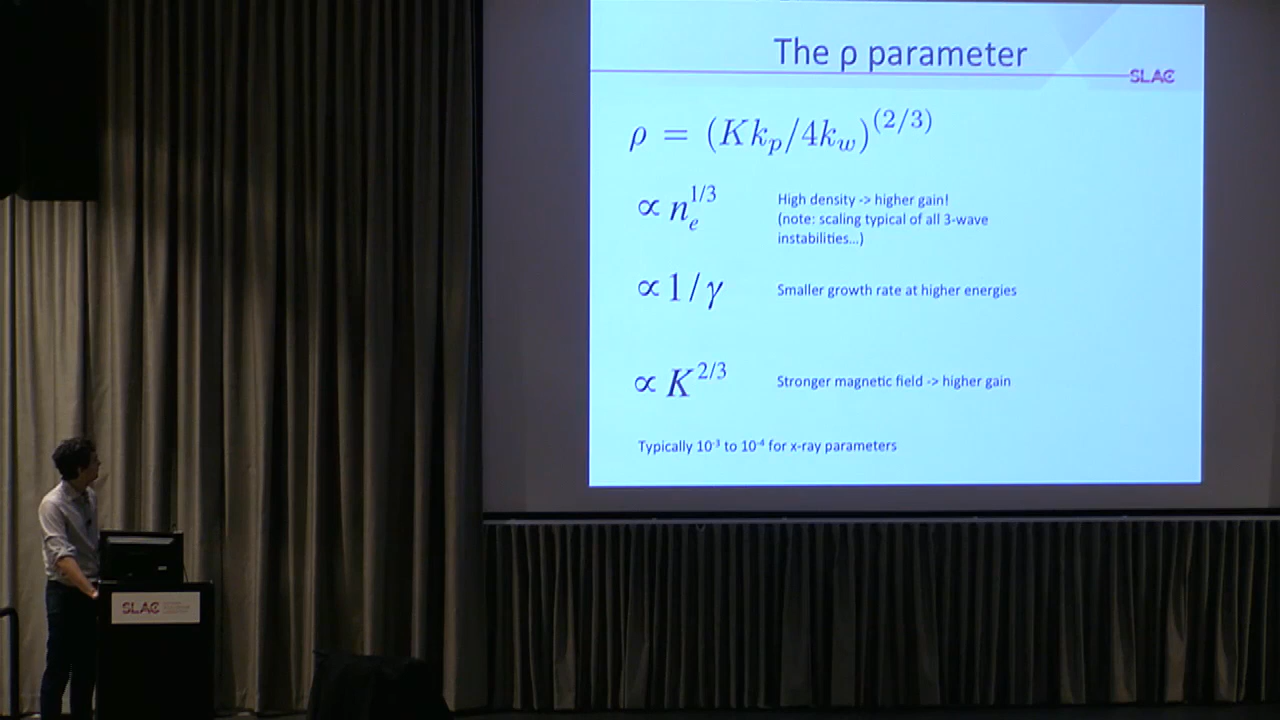 The ρ parameter
SLAC
ρ = (Kk_p/4k_w)^(2/3)
∝ n_e^1/3
High density -> higher gain!
(note: scaling typical of all 3-wave
instabilities...)
∝ 1/γ
Smaller growth rate at higher energies
∝ K^2/3
Stronger magnetic field -> higher gain
Typically 10^-3 to 10^-4 for x-ray parameters
SLAC